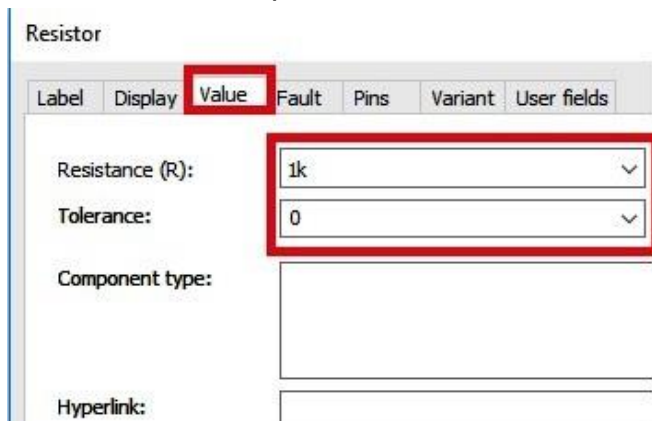 Resistor
Label Display Value Fault Pins Variant User fields
Resistance (R): 1k
Tolerance: 0
Component type:
Hyperlink: